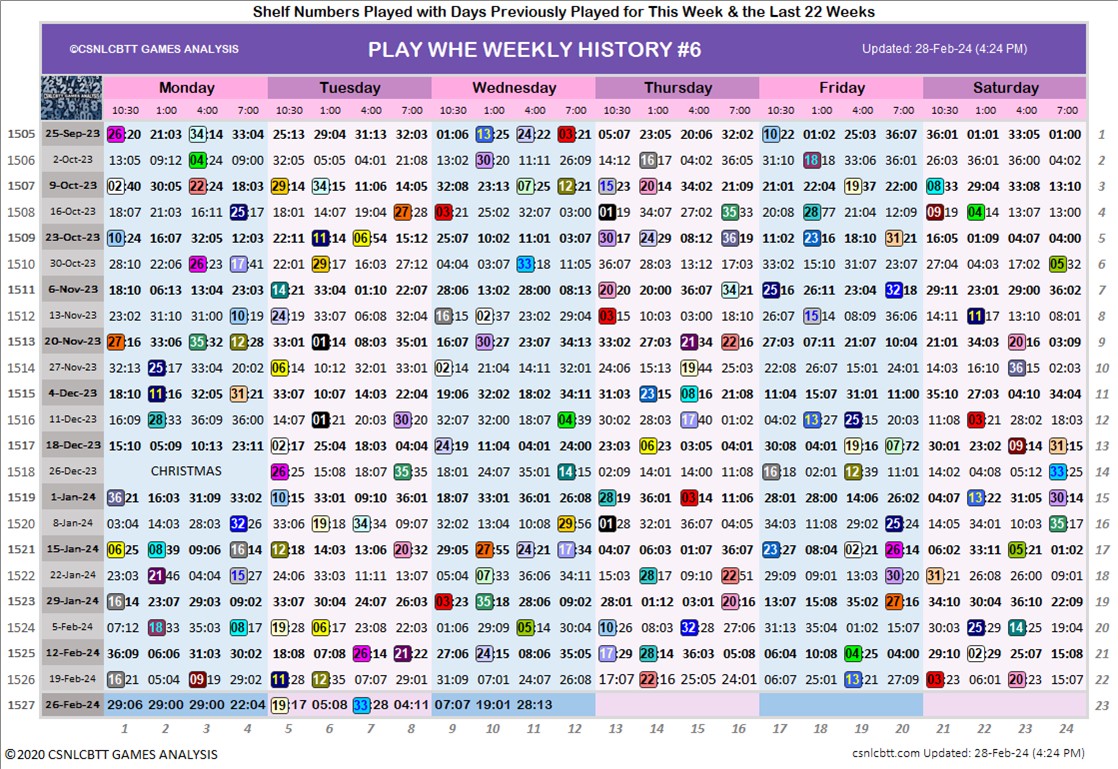 Shelf Numbers Played with Days Previously Played for This Week & the Last 22 Weeks
©CSNLCBTT GAMES ANALYSIS PLAY WHE WEEKLY HISTORY #6 Updated: 28-Feb-24 (4:24 PM)
Monday Tuesday Wednesday Thursday Friday Saturday
10:30 1:00 4:00 7:00 10:30 1:00 4:00 7:00 10:30 1:00 4:00 7:00 10:30 1:00 4:00 7:00 10:30 1:00 4:00 7:00 10:30 1:00 4:00 7:00
1505 25-Sep-23 26:20 21:03 34:14 33:04 25:13 29:04 31:13 32:03 01:06 13:25 24:22 03:21 05:07 23:05 20:06 32:02 10:22 01:02 25:03 36:07 36:01 01:01 33:05 01:00 1
1506 2-Oct-23 13:05 09:12 04:24 09:00 32:05 05:05 04:01 21:08 13:02 30:20 11:11 26:09 14:12 16:17 04:02 36:05 31:10 18:18 33:06 36:01 26:03 36:01 36:00 04:02 2
1507 9-Oct-23 02:40 30:05 22:24 18:03 29:14 34:15 11:06 14:05 32:08 23:13 07:25 12:21 15:23 20:14 34:02 21:09 21:01 22:04 19:37 22:00 08:33 29:04 33:08 13:10 3
1508 16-Oct-23 18:07 21:03 16:11 25:17 18:01 14:07 19:04 27:28 03:21 25:02 32:07 03:00 01:19 34:07 27:02 35:33 20:08 28:77 21:04 12:09 09:19 04:14 13:07 13:00 4
1509 23-Oct-23 10:24 16:07 32:05 12:03 22:11 11:14 06:54 15:12 25:07 10:02 11:01 03:07 30:17 24:29 08:12 36:19 11:02 23:16 18:10 31:21 16:05 01:09 04:07 04:00 5
1510 30-Oct-23 28:10 22:06 26:23 17:41 22:01 29:17 16:03 27:12 04:04 03:07 33:18 11:05 36:07 28:03 13:12 17:03 33:02 15:10 31:07 32:07 27:04 04:03 17:02 05:32 6
1511 6-Nov-23 18:10 06:13 13:04 23:03 14:21 33:04 01:10 22:07 28:06 13:02 28:00 08:13 20:20 20:00 36:07 34:21 25:16 26:11 23:07 32:18 29:11 23:01 29:00 36:02 7
1512 13-Nov-23 23:02 31:10 31:00 10:19 24:19 33:07 06:08 32:04 16:15 02:37 23:02 29:04 03:15 10:03 03:00 18:10 26:07 15:14 08:09 36:06 14:11 11:17 13:10 08:01 8
1513 20-Nov-23 27:16 33:06 35:32 12:28 33:01 01:14 08:03 35:01 16:07 30:27 23:07 14:13 33:02 27:03 21:34 22:16 27:03 07:11 21:07 10:04 21:01 33:07 20:16 03:09 9
1514 27-Nov-23 32:13 25:17 33:04 20:02 06:14 10:12 32:01 33:01 02:14 21:04 14:11 32:01 24:06 15:13 19:44 25:03 22:08 26:07 15:01 24:01 14:03 10:04 36:15 02:03 10
1515 4-Dec-23 18:10 11:16 32:05 31:21 33:07 10:07 14:03 22:04 19:06 32:02 18:02 34:11 31:03 23:15 08:16 21:08 11:04 15:07 31:01 11:00 35:10 27:03 04:10 34:04 11
1516 11-Dec-23 16:09 28:33 36:09 36:00 14:07 01:21 20:03 30:19 32:07 32:00 18:07 04:39 30:02 28:03 17:40 01:02 04:02 13:27 25:15 20:03 11:08 03:21 28:02 18:03 12
1517 18-Dec-23 15:10 05:09 10:13 23:11 02:17 25:04 18:03 04:04 24:19 11:04 04:01 24:00 23:03 06:23 03:05 04:01 30:08 04:01 19:16 07:72 30:01 23:02 09:14 31:15 13
1518 26-Dec-23 CHRISTMAS 26:25 15:08 18:07 35:35 18:01 24:07 35:01 14:15 02:09 14:01 14:00 11:08 16:18 02:01 12:39 11:01 14:02 04:08 05:12 33:25 14
1519 1-Jan-24 36:21 16:03 31:09 33:02 10:15 33:01 09:10 36:01 18:07 33:01 36:01 26:08 28:19 36:01 03:14 11:06 28:01 28:00 14:06 26:02 04:07 13:22 31:05 30:14 15
1520 8-Jan-24 03:04 14:03 28:03 32:26 33:06 19:18 34:34 09:07 32:02 13:04 10:08 29:56 01:28 32:01 36:07 04:05 34:03 11:08 29:02 25:24 14:05 34:01 10:03 35:17 16
1521 15-Jan-24 06:25 08:39 09:06 16:14 12:18 14:03 13:06 20:32 29:05 27:55 24:21 17:34 04:07 06:03 01:07 36:07 23:27 08:04 02:21 26:14 06:02 33:11 05:21 01:02 17
1522 22-Jan-24 23:03 21:46 04:04 15:27 24:06 33:03 11:11 13:07 05:04 07:33 36:06 34:11 15:03 28:17 09:10 22:51 29:09 09:01 13:03 30:20 31:21 26:08 26:00 09:01 18
1523 29-Jan-24 16:14 23:07 24:05 09:02 33:07 30:04 24:07 26:03 03:23 35:18 28:06 09:02 28:01 01:12 03:01 20:16 13:07 15:08 35:02 27:16 34:10 30:04 36:10 22:09 19
1524 5-Feb-24 07:12 18:33 35:03 08:17 19:28 06:17 23:08 22:03 01:06 29:09 05:14 30:04 10:26 08:03 32:28 27:06 31:13 35:04 01:02 15:07 30:03 25:29 14:25 19:04 20
1525 12-Feb-24 36:09 06:06 31:03 30:02 18:08 07:08 26:14 21:22 27:06 24:15 08:06 35:05 17:29 28:14 36:03 05:08 06:04 10:08 04:25 04:00 29:10 02:29 25:07 15:08 21
1526 19-Feb-24 16:21 05:04 09:19 29:02 11:28 12:35 07:07 29:01 31:09 07:01 24:07 26:08 17:07 22:16 25:05 24:01 06:07 25:01 13:21 27:09 03:23 06:01 20:23 15:07 22
1527 26-Feb-24 29:06 29:00 29:00 22:04 19:17 05:08 33:28 04:11 07:07 19:01 28:13 23
1 2 3 4 5 6 7 8 9 10 11 12 13 14 15 16 17 18 19 20 21 22 23 24
©2020 CSNLCBTT GAMES ANALYSIS csnlcbtt.com Updated: 28-Feb-24 (4:24 PM)